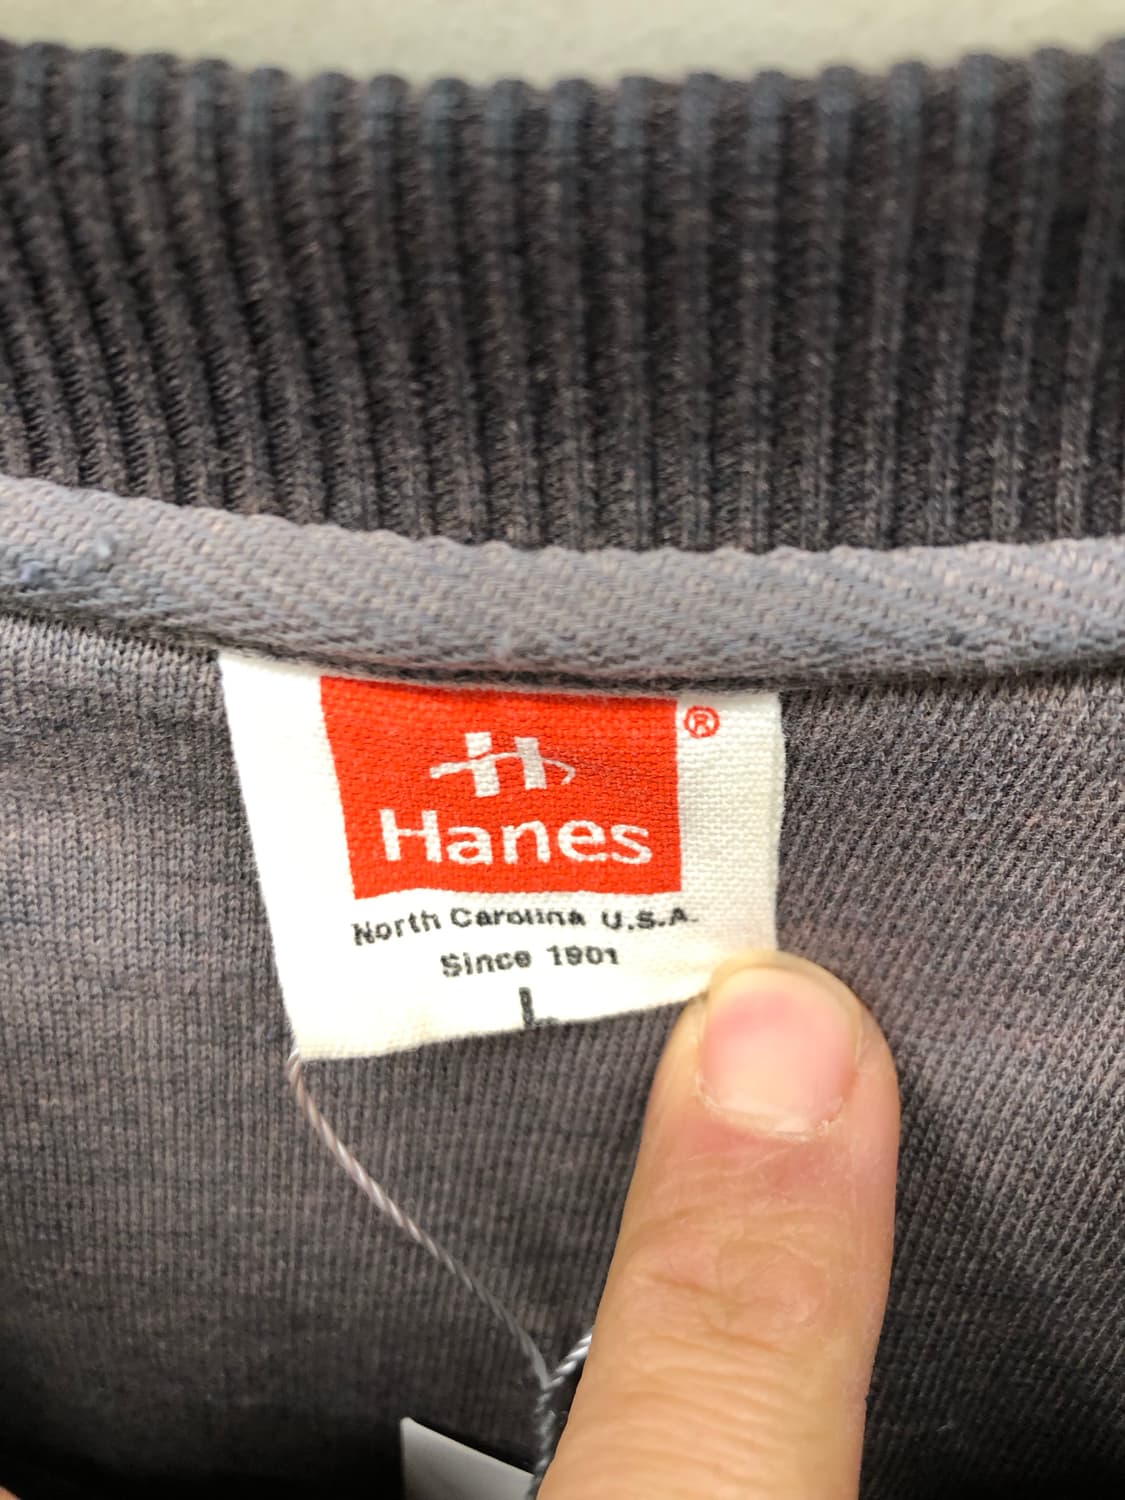 H
®
Hanes
North Carolina U.S.A.
Since 1901
L